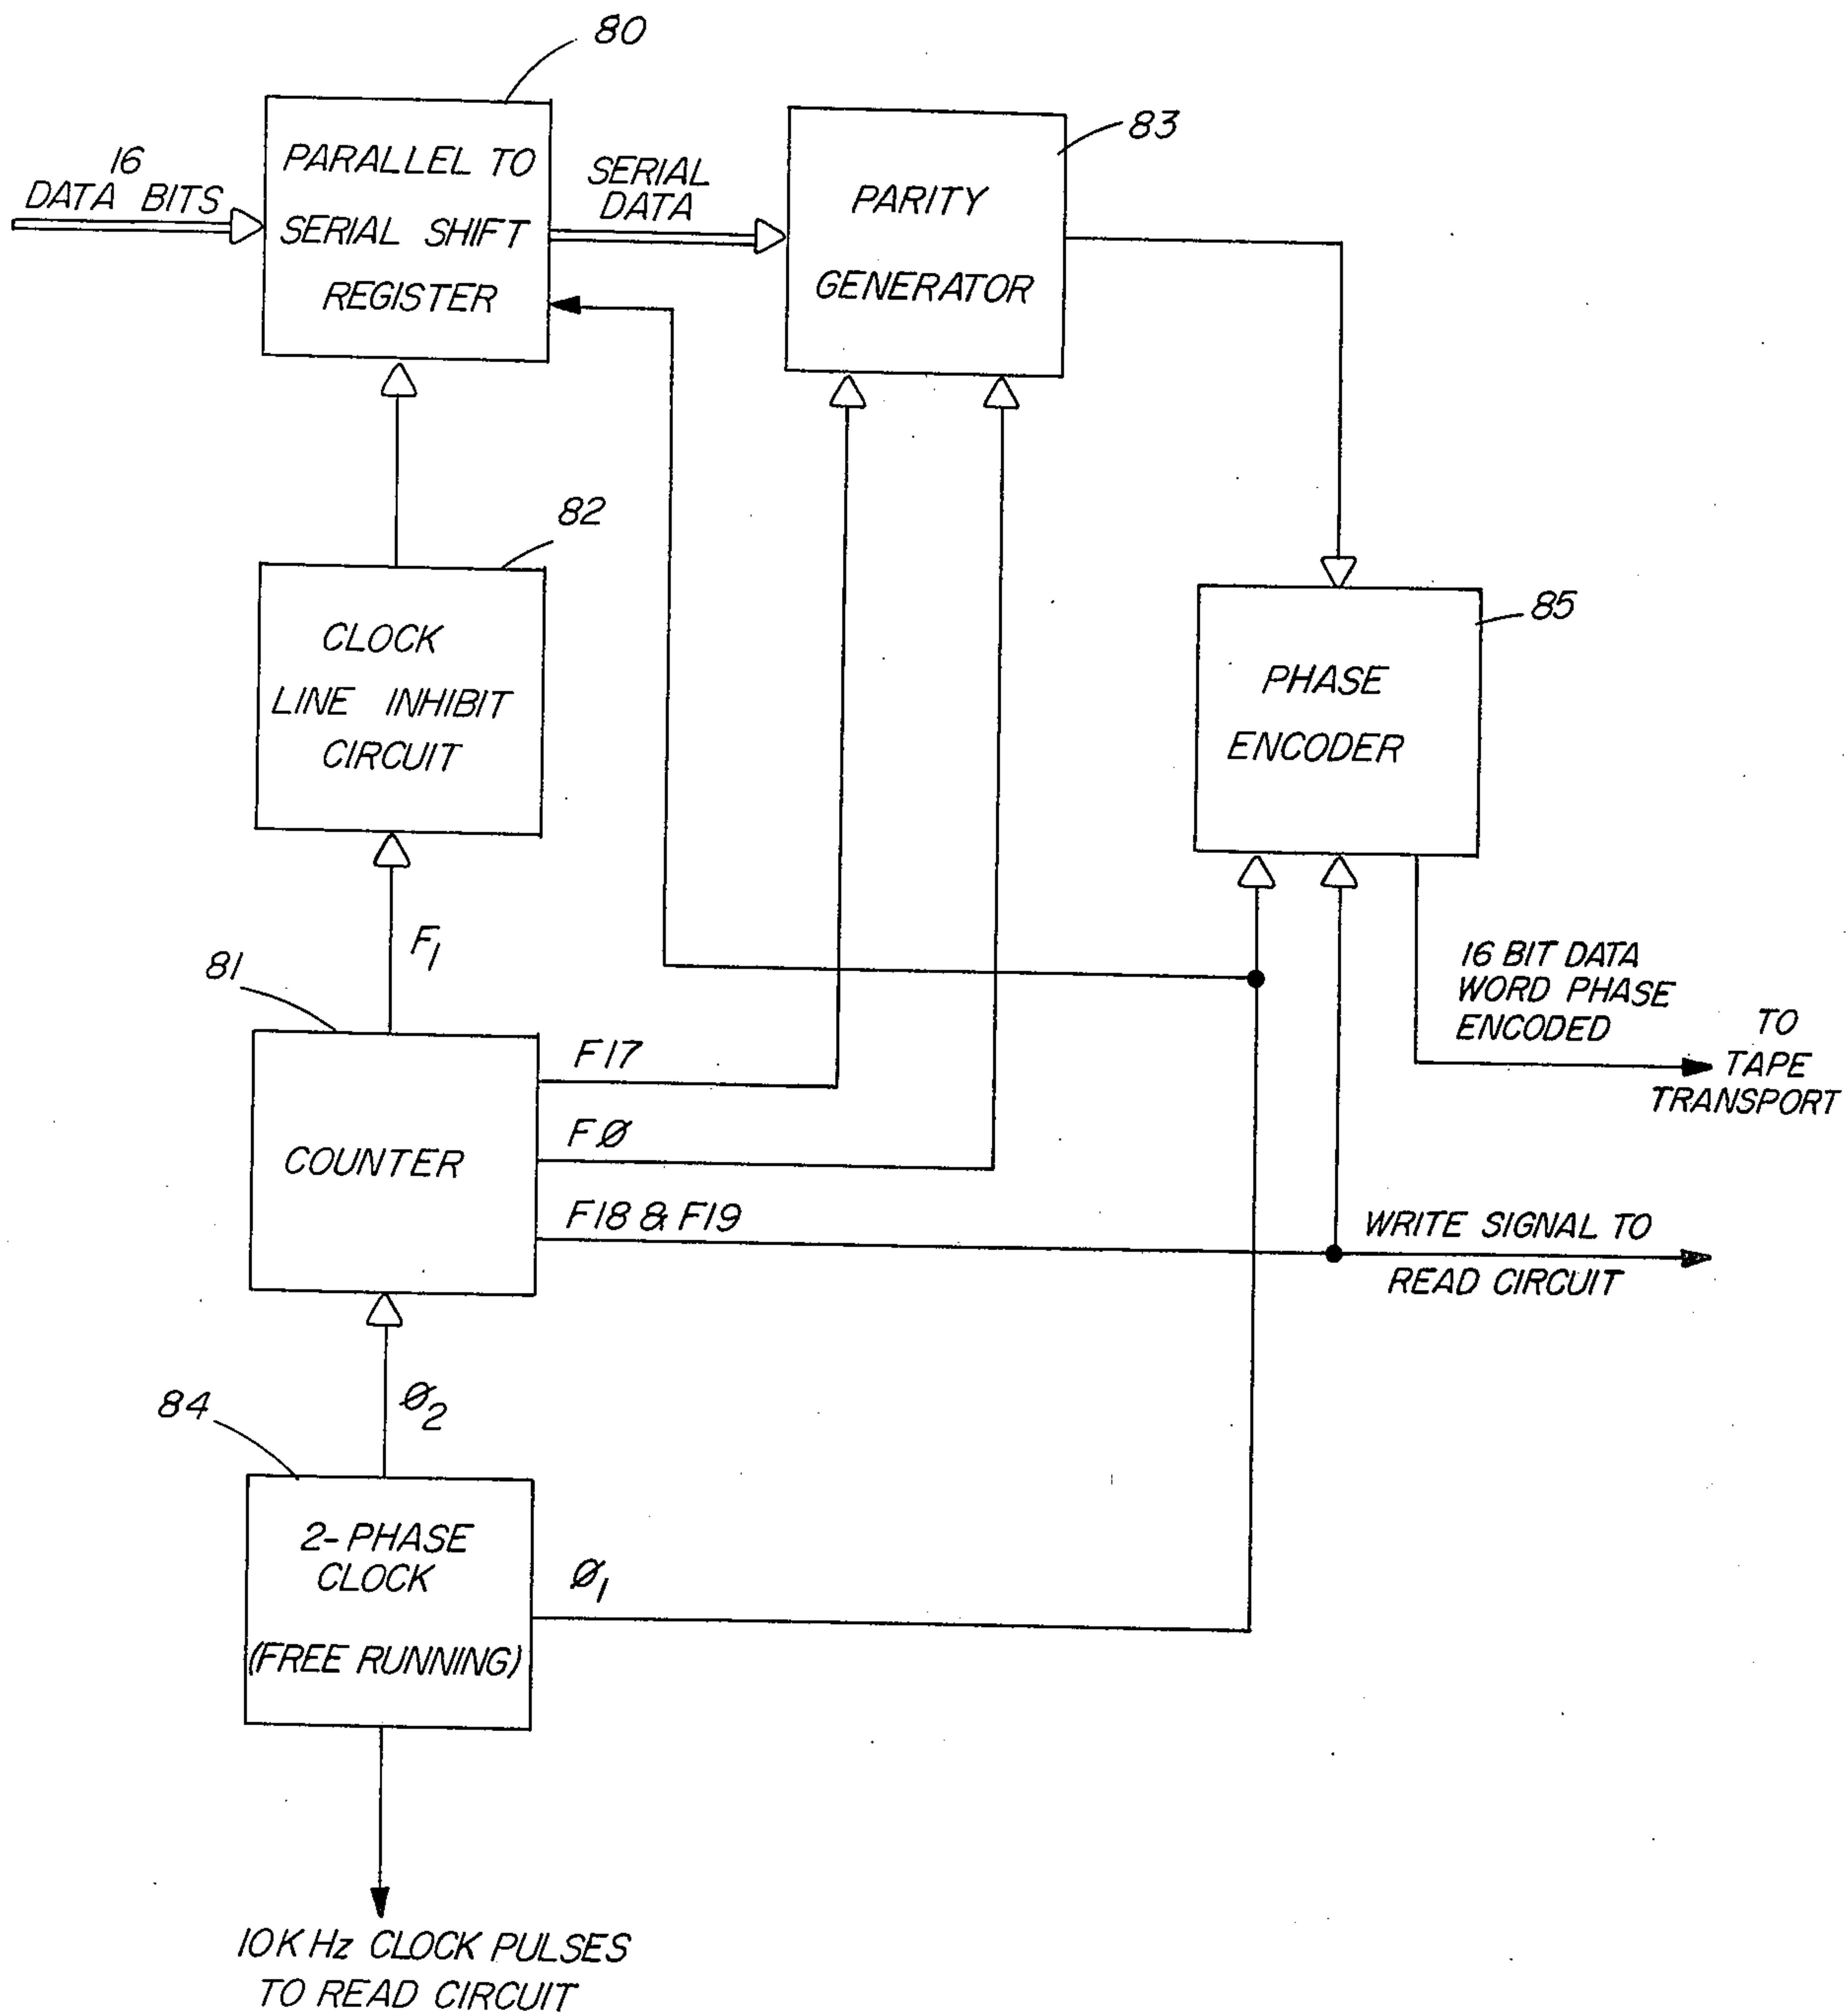 80
16
DATA BITS
PARALLEL TO
SERIAL SHIFT
REGISTER
SERIAL
DATA
83
PARITY
GENERATOR
82
CLOCK
LINE INHIBIT
CIRCUIT
85
PHASE
ENCODER
F1
81
COUNTER
F17
FØ
F18 & F19
16 BIT DATA
WORD PHASE
ENCODED
TO
TAPE
TRANSPORT
WRITE SIGNAL TO
READ CIRCUIT
Ø2
84
2-PHASE
CLOCK
(FREE RUNNING)
Ø1
10K Hz CLOCK PULSES
TO READ CIRCUIT